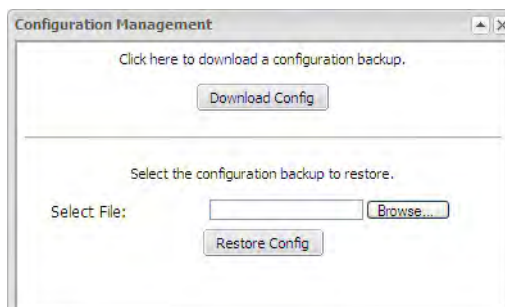 Configuration Management
Click here to download a configuration backup.
Download Config
Select the configuration backup to restore.
Select File: Browse...
Restore Config